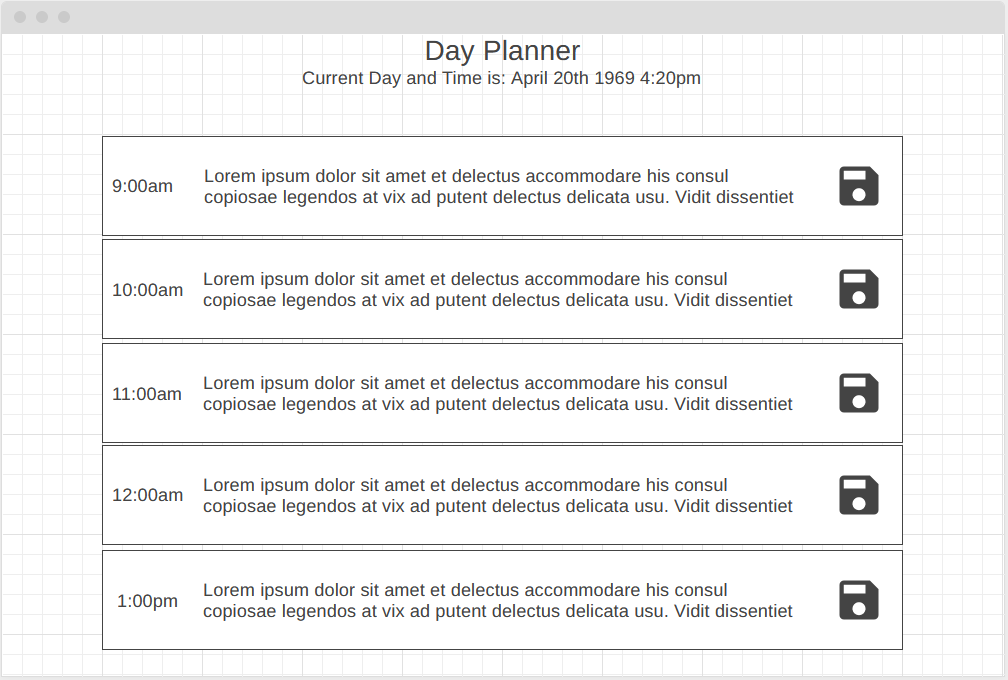 Day Planner
Current Day and Time is: April 20th 1969 4:20pm
9:00am
Lorem ipsum dolor sit amet et delectus accommodare his consul
copiosae legendos at vix ad putent delectus delicata usu. Vidit dissentiet
10:00am
Lorem ipsum dolor sit amet et delectus accommodare his consul
copiosae legendos at vix ad putent delectus delicata usu. Vidit dissentiet
11:00am
Lorem ipsum dolor sit amet et delectus accommodare his consul
copiosae legendos at vix ad putent delectus delicata usu. Vidit dissentiet
12:00am
Lorem ipsum dolor sit amet et delectus accommodare his consul
copiosae legendos at vix ad putent delectus delicata usu. Vidit dissentiet
1:00pm
Lorem ipsum dolor sit amet et delectus accommodare his consul
copiosae legendos at vix ad putent delectus delicata usu. Vidit dissentiet